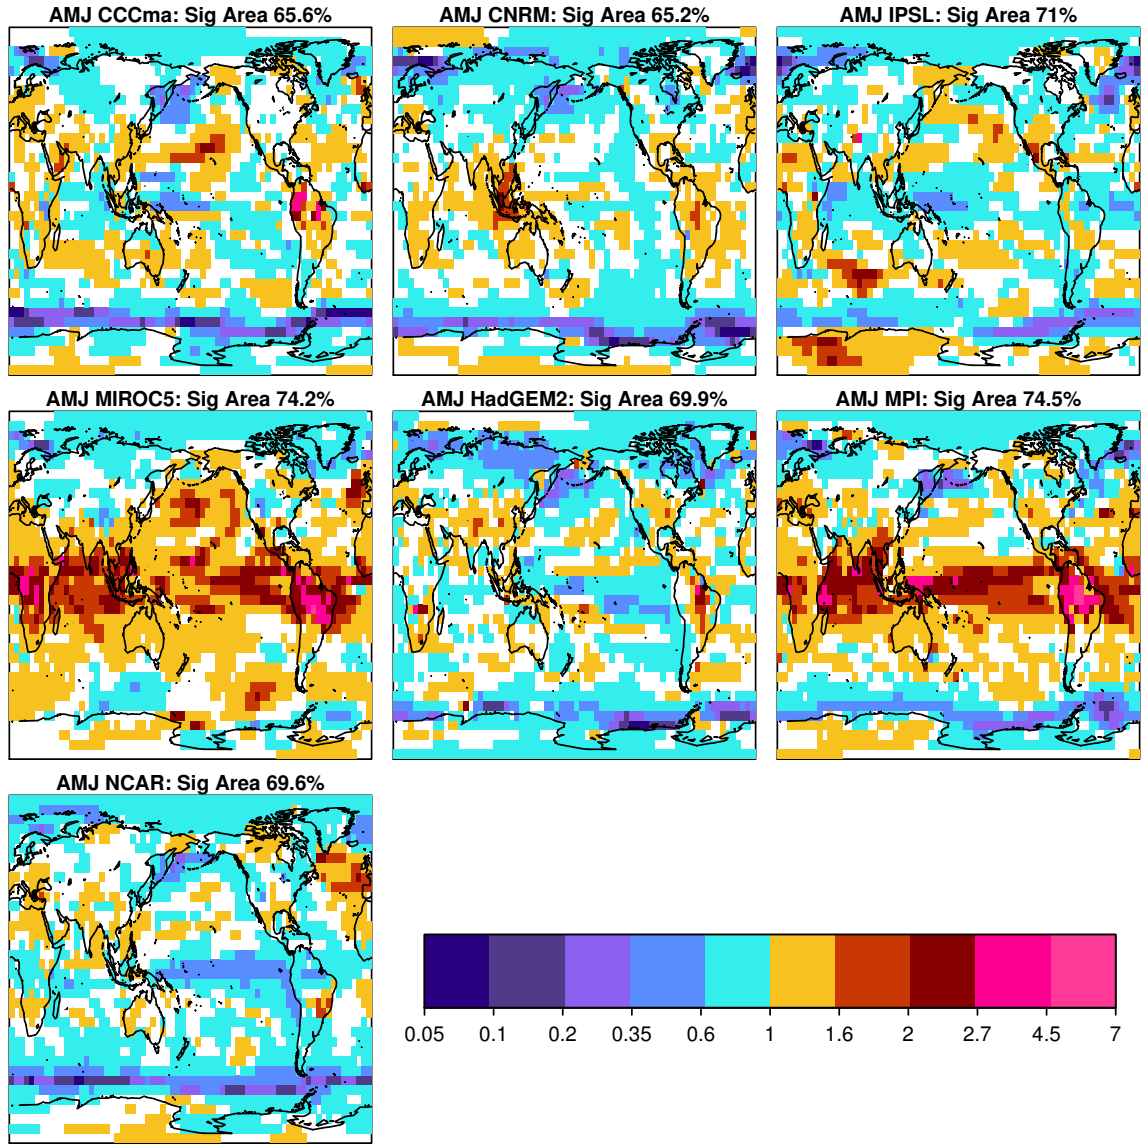 AMJ CCCma: Sig Area 65.6%
AMJ CNRM: Sig Area 65.2%
AMJ IPSL: Sig Area 71%
AMJ MIROC5: Sig Area 74.2%
AMJ HadGEM2: Sig Area 69.9%
AMJ MPI: Sig Area 74.5%
AMJ NCAR: Sig Area 69.6%
0.05 0.1 0.2 0.35 0.6 1 1.6 2 2.7 4.5 7